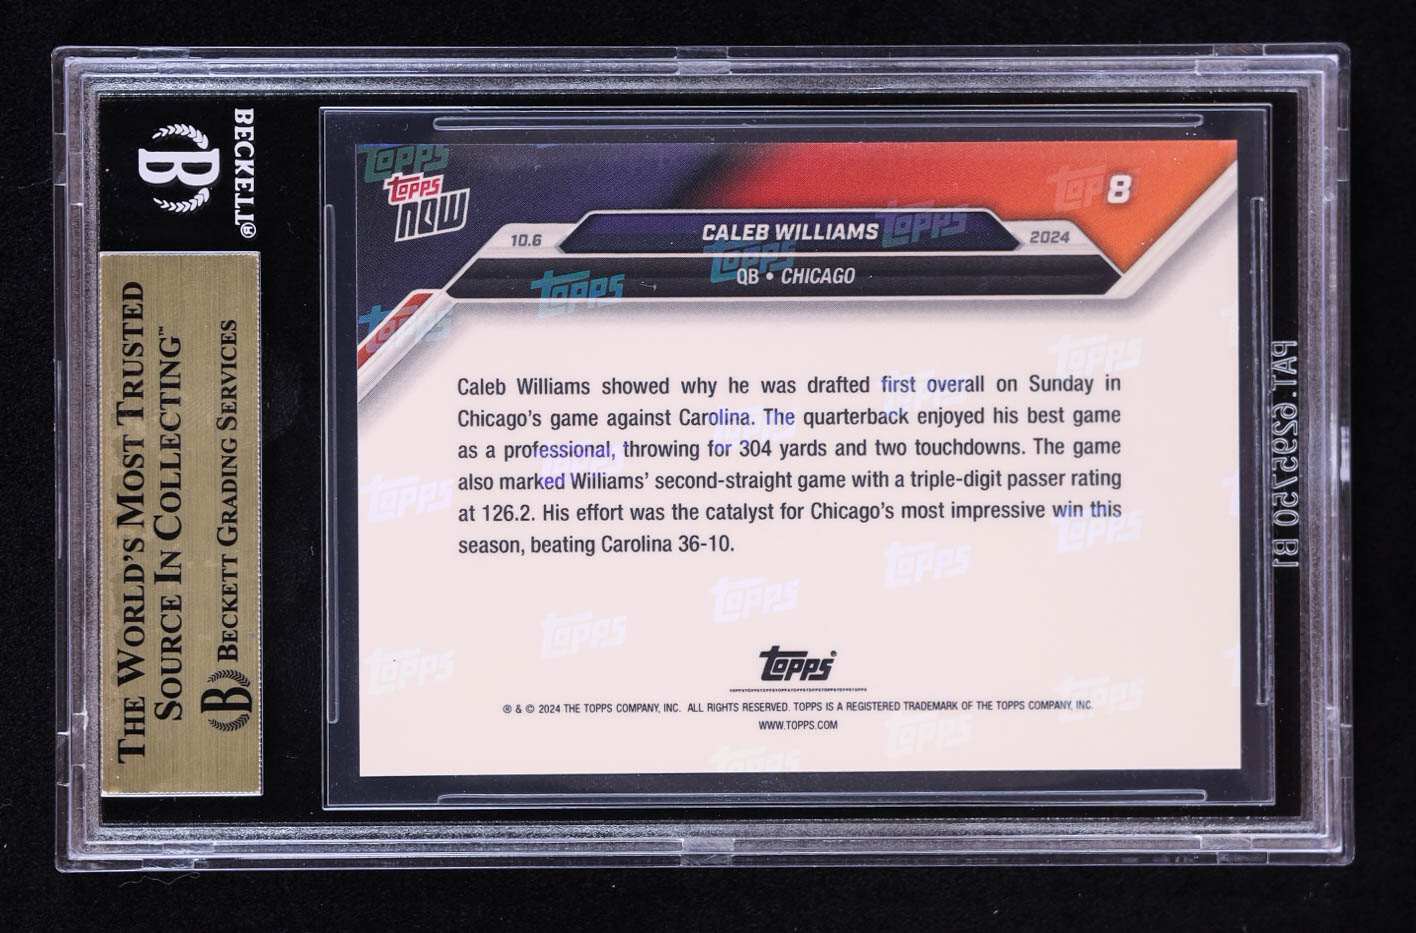 BECKETT®
B
THE WORLD'S MOST TRUSTED
SOURCE IN COLLECTING™
B BECKETT GRADING SERVICES
TOPPS
TOPPS
NOW
8
10.6
CALEB WILLIAMS
2024
QB • CHICAGO
Caleb Williams showed why he was drafted first overall on Sunday in
Chicago's game against Carolina. The quarterback enjoyed his best game
as a professional, throwing for 304 yards and two touchdowns. The game
also marked Williams' second-straight game with a triple-digit passer rating
at 126.2. His effort was the catalyst for Chicago's most impressive win this
season, beating Carolina 36-10.
TOPPS®
® & © 2024 THE TOPPS COMPANY, INC. ALL RIGHTS RESERVED. TOPPS IS A REGISTERED TRADEMARK OF THE TOPPS COMPANY, INC.
WWW.TOPPS.COM
PAT. 6295750 B1